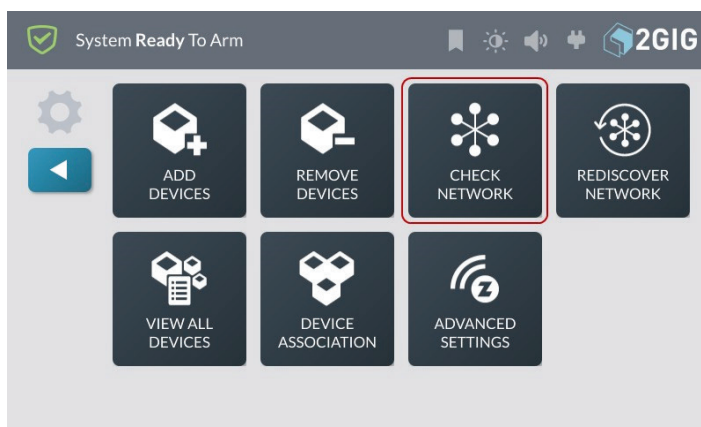 System Ready To Arm
2GIG
ADD
DEVICES
REMOVE
DEVICES
CHECK
NETWORK
REDISCOVER
NETWORK
VIEW ALL
DEVICES
DEVICE
ASSOCIATION
Z
ADVANCED
SETTINGS